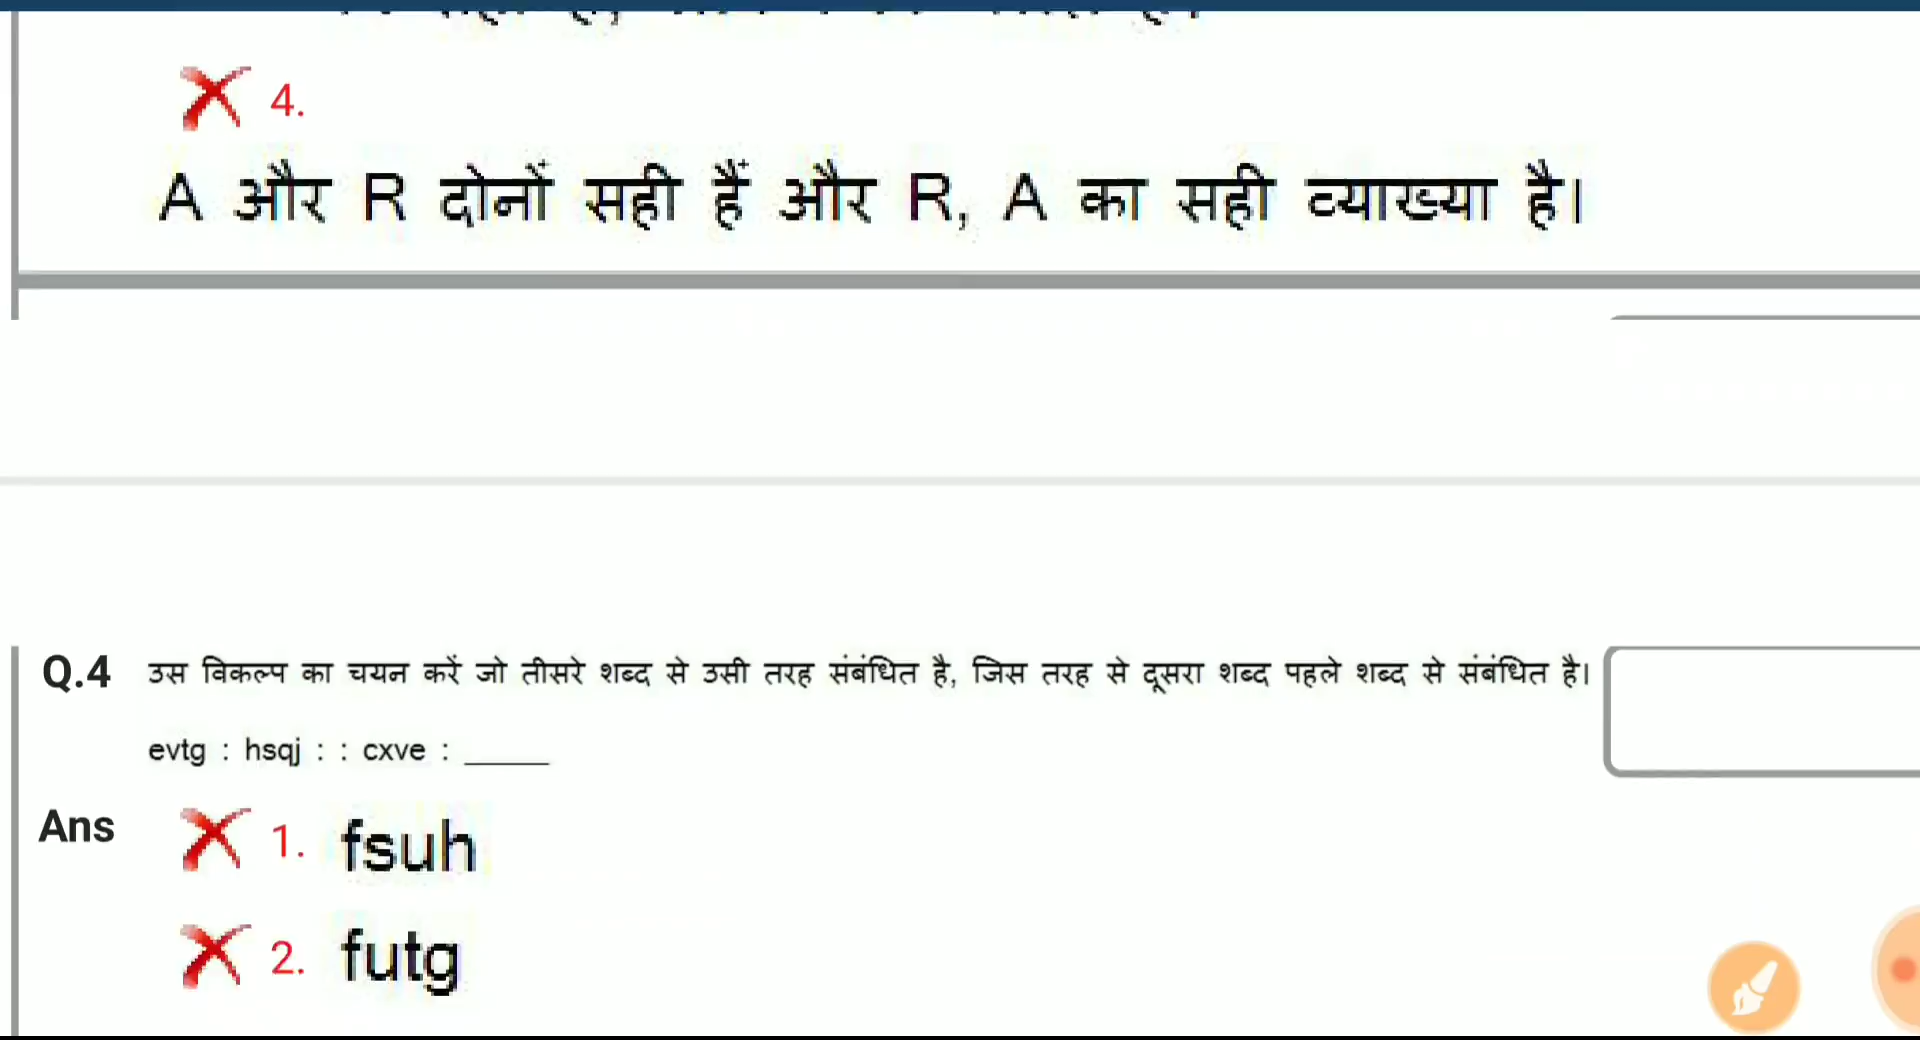 4.
A और R दोनों सही हैं और R, A का सही व्याख्या है।
Q.4 उस विकल्प का चयन करें जो तीसरे शब्द से उसी तरह संबंधित है, जिस तरह से दूसरा शब्द पहले शब्द से संबंधित है।
evtg : hsqj : : cxve : _____
Ans
1. fsuh
2. futg